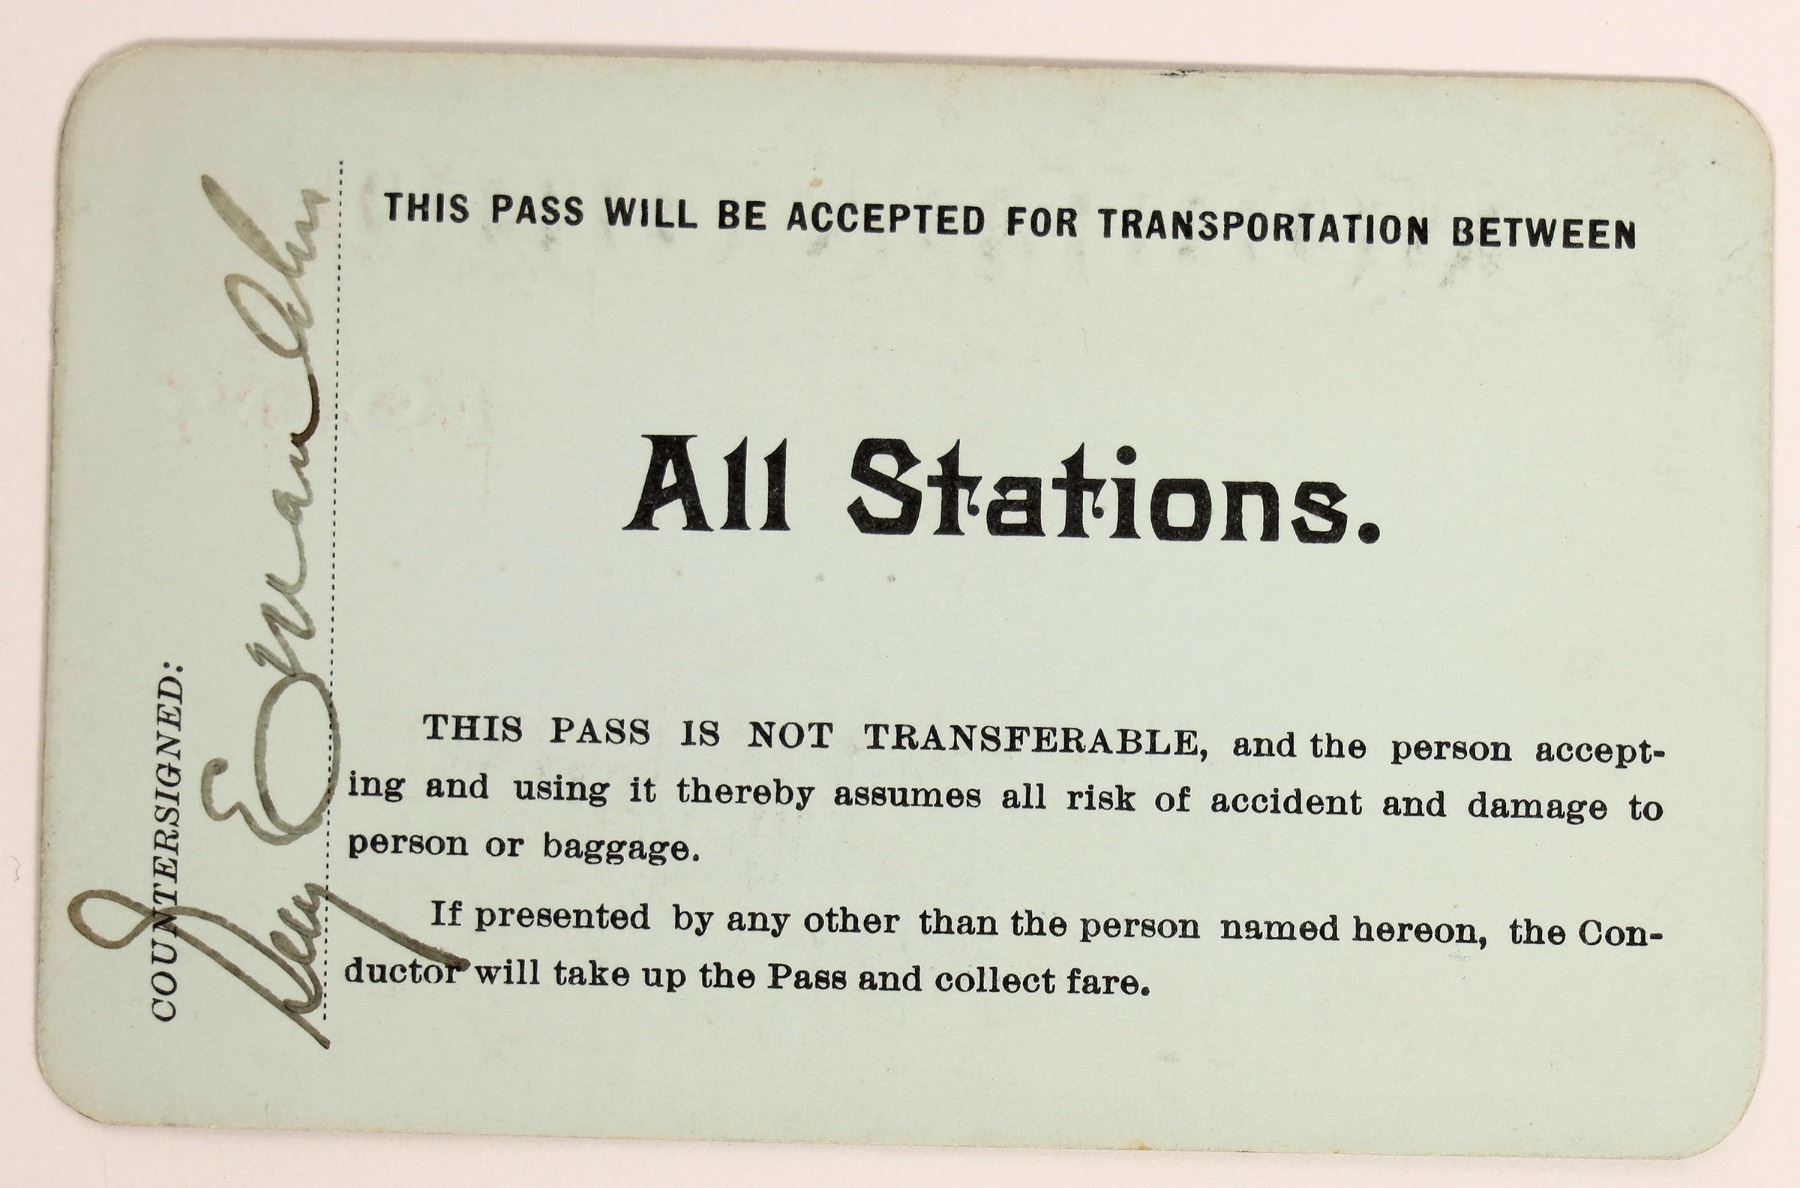 THIS PASS WILL BE ACCEPTED FOR TRANSPORTATION BETWEEN
All Stations.
THIS PASS IS NOT TRANSFERABLE, and the person accept-
ing and using it thereby assumes all risk of accident and damage to
person or baggage.
If presented by any other than the person named hereon, the Con-
ductor will take up the Pass and collect fare.
COUNTERSIGNED: